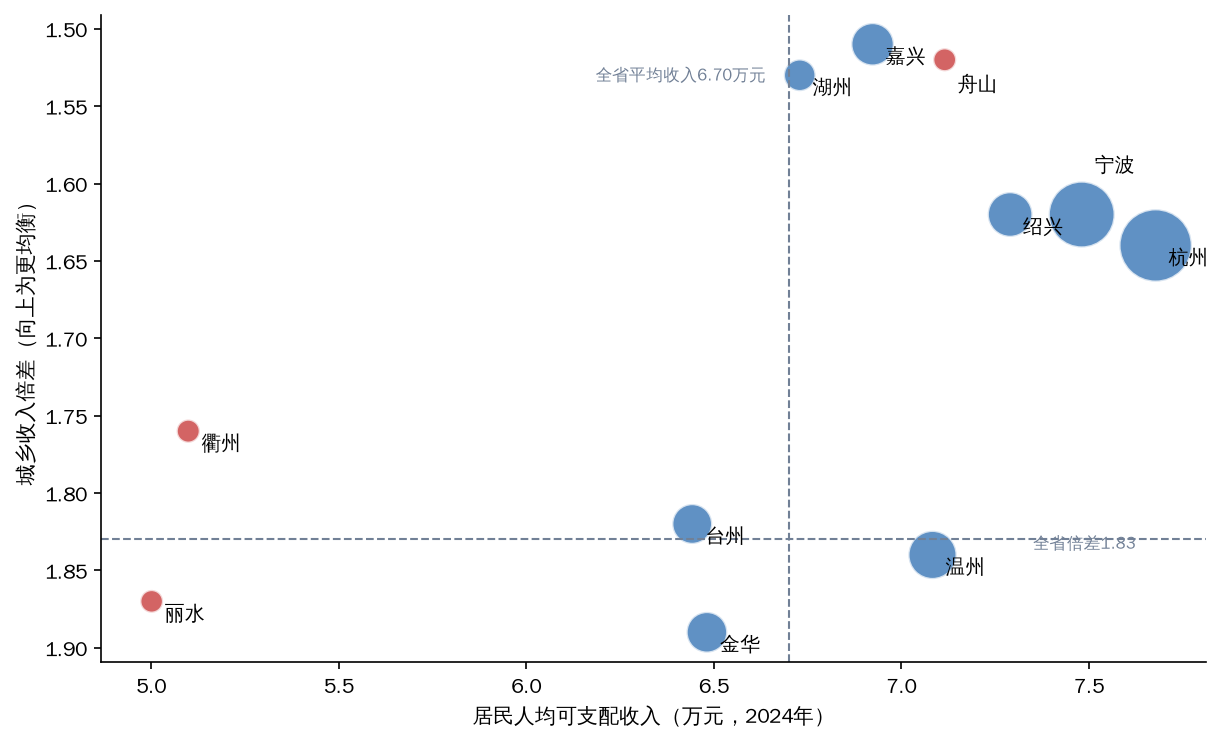 1.50
1.55
1.60
1.65
1.70
1.75
1.80
1.85
1.90
城乡收入倍差（向上为更均衡）
全省平均收入6.70万元
嘉兴
舟山
湖州
宁波
绍兴
杭州
衢州
台州
全省倍差1.83
温州
丽水
金华
5.0
5.5
6.0
6.5
7.0
7.5
居民人均可支配收入（万元，2024年）